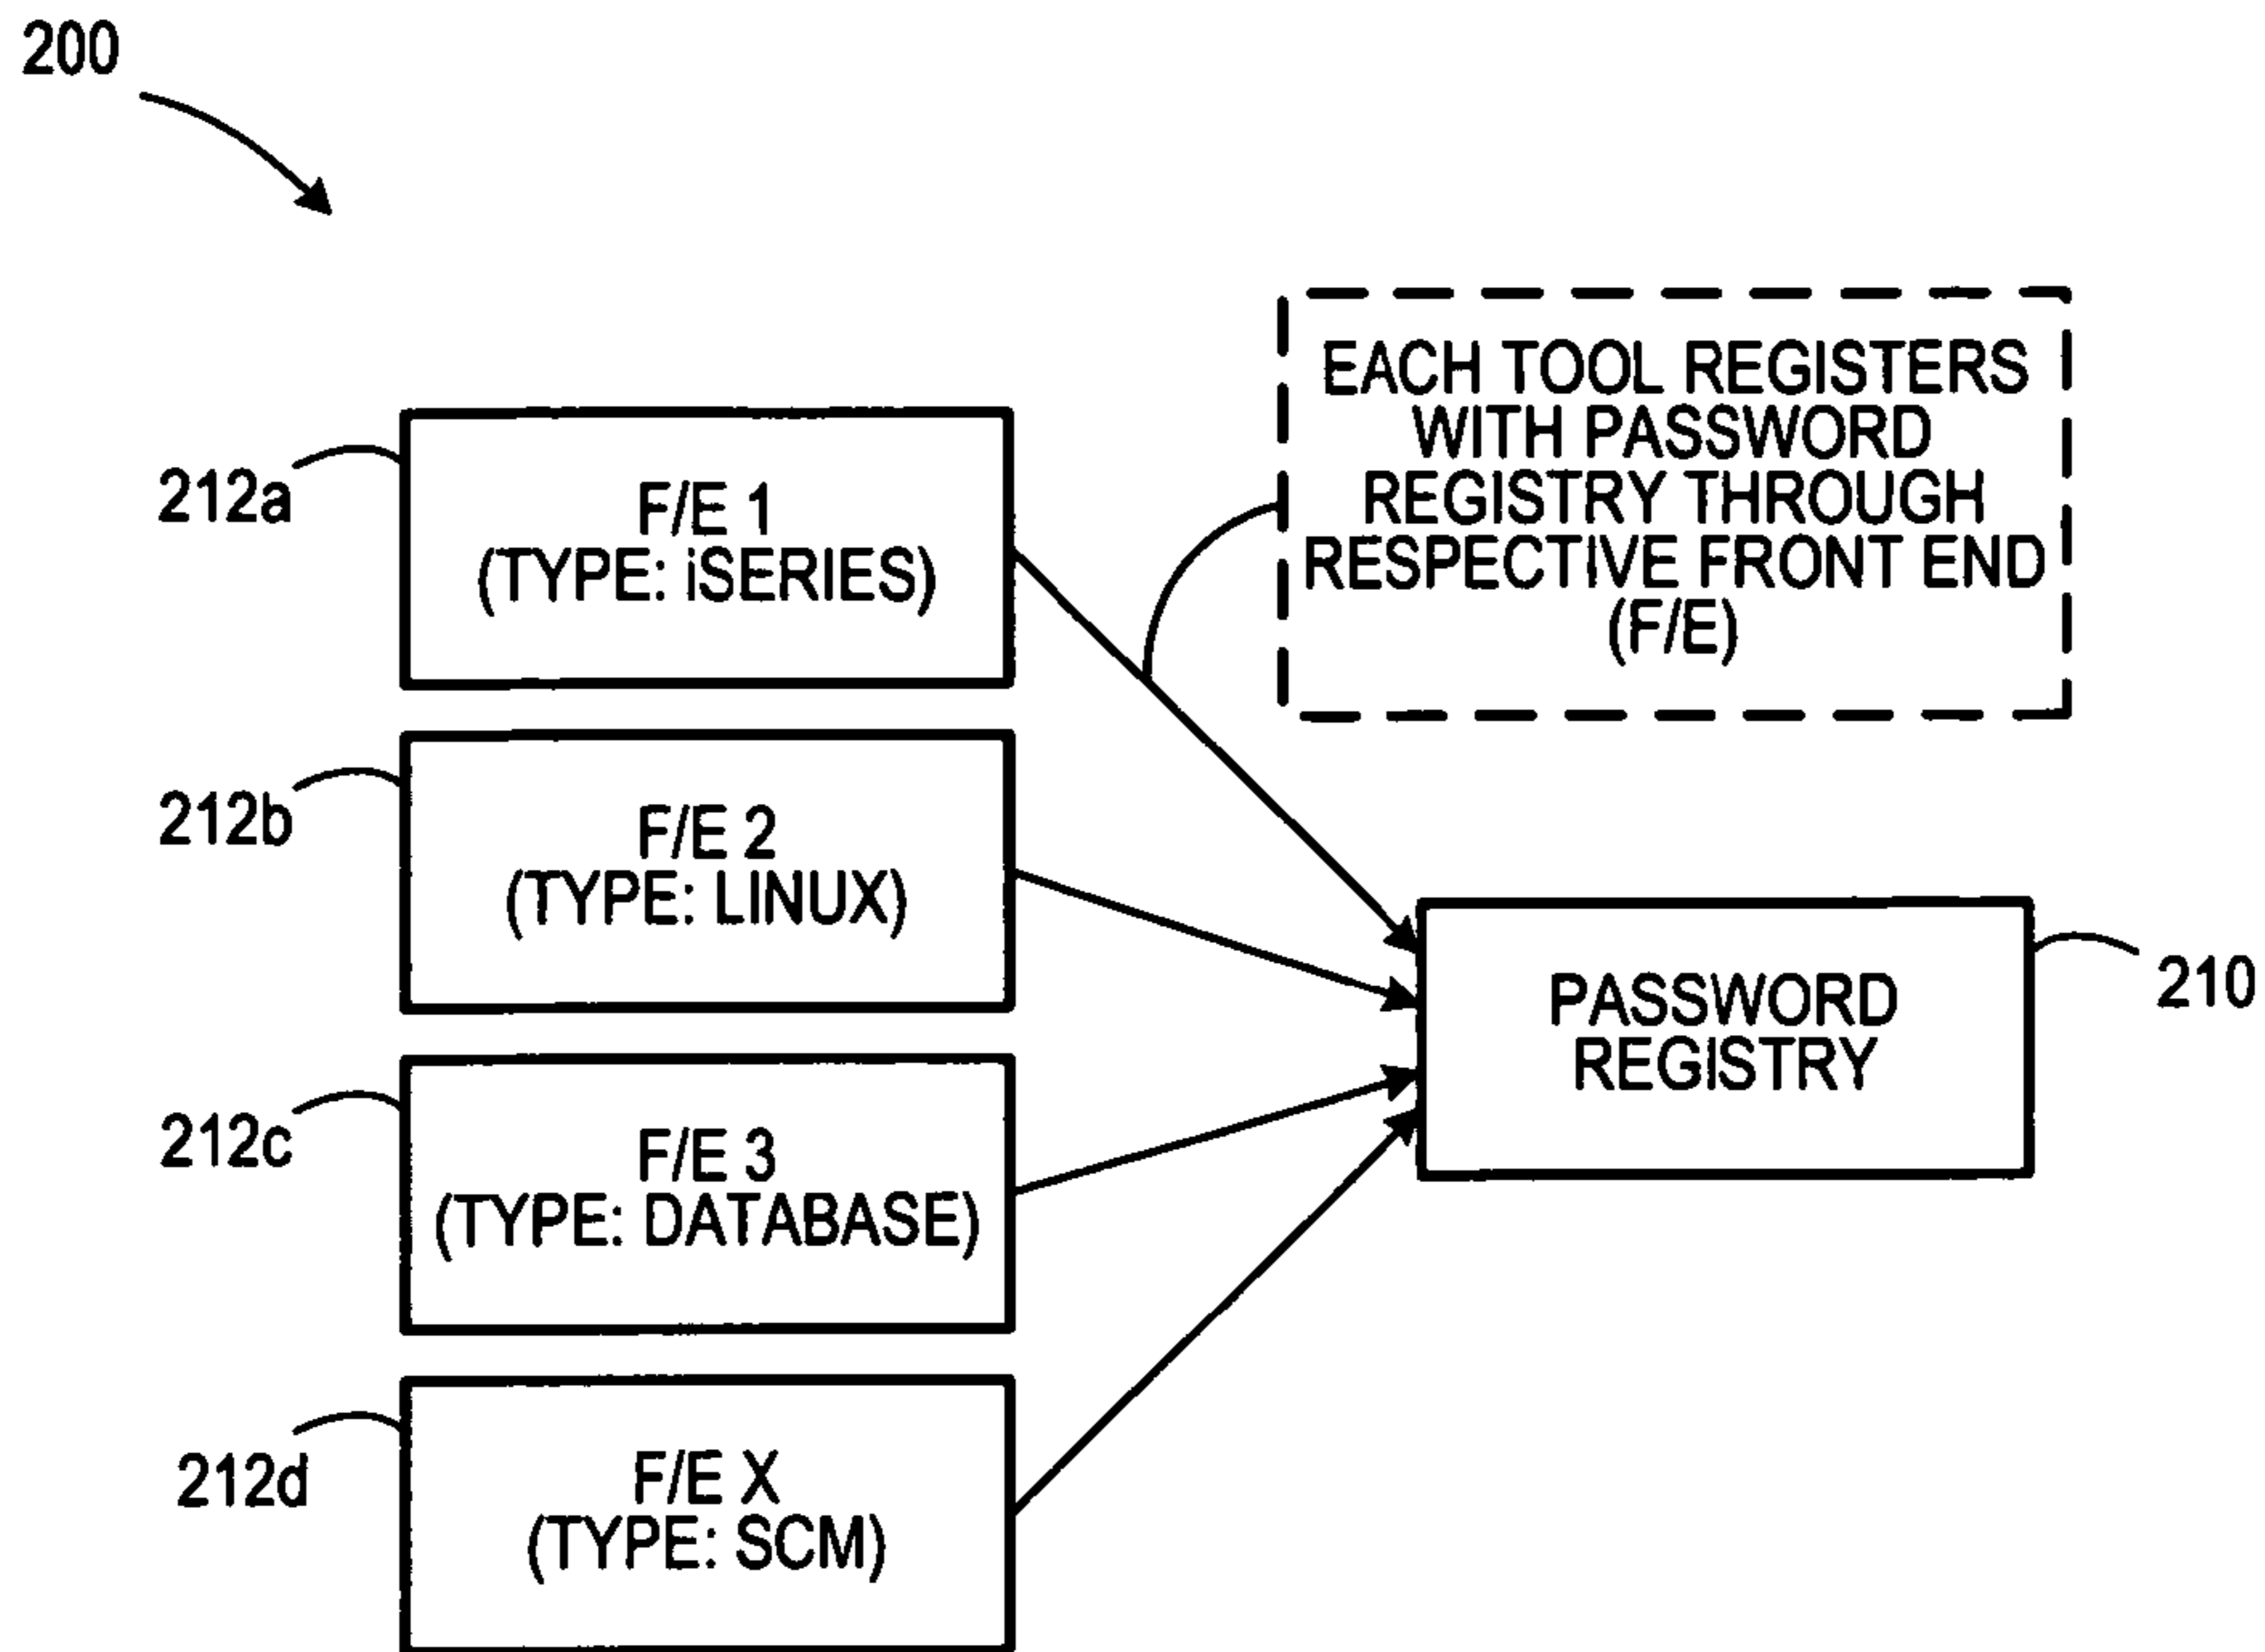 200
EACH TOOL REGISTERS
WITH PASSWORD
REGISTRY THROUGH
RESPECTIVE FRONT END
(F/E)
212a
F/E 1
(TYPE: iSERIES)
212b
F/E 2
(TYPE: LINUX)
PASSWORD
REGISTRY
210
212c
F/E 3
(TYPE: DATABASE)
212d
F/E X
(TYPE: SCM)